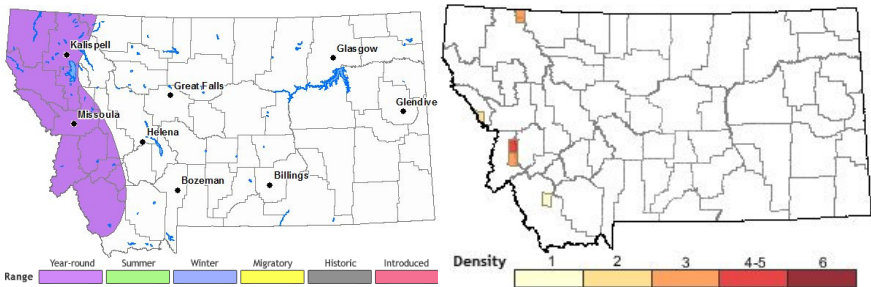 Kalispell
Glasgow
Great Falls
Glendive
Missoula
Helena
Bozeman
Billings
Range Year-round Summer Winter Migratory Historic Introduced
Density 1 2 3 4-5 6